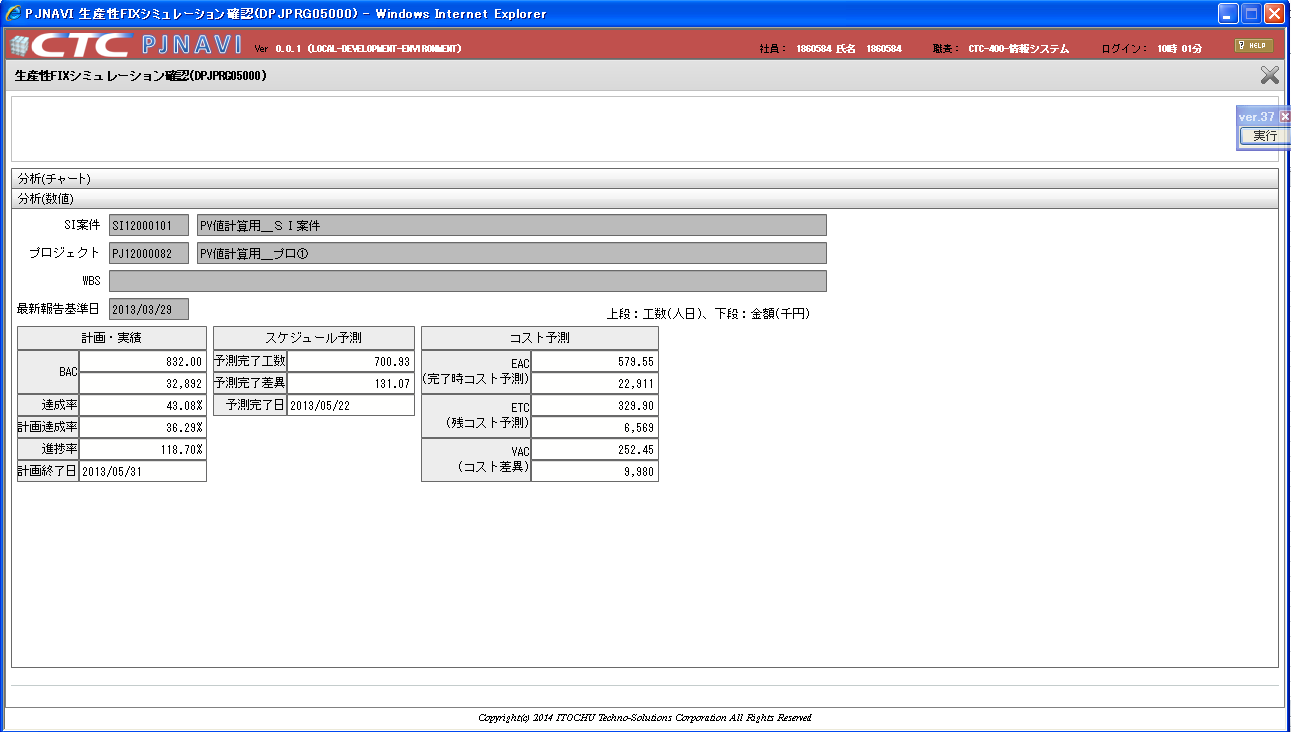 PJNAVI 生産性FIXシミュレーション確認(DPJPRG05000) - Windows Internet Explorer
CTC PJNAVI Ver 0.0.1 (LOCAL-DEVELOPMENT-ENVIRONMENT) 社員： 1860584 氏名 1860584 職責： CTC-400-情報システム ログイン： 10時 01分 ? HELP
生産性FIXシミュレーション確認(DPJPRG05000)
ver.37
実行
分析(チャート)
分析(数値)
SI案件 SI12000101 PV値計算用＿ＳＩ案件
プロジェクト PJ12000082 PV値計算用＿プロ①
WBS
最新報告基準日 2013/03/29 上段：工数(人日)、下段：金額(千円)
計画・実績 スケジュール予測 コスト予測
BAC 832.00 予測完了工数 700.93 EAC (完了時コスト予測) 579.55
32,892 予測完了差異 131.07 22,911
達成率 43.08% 予測完了日 2013/05/22 ETC (残コスト予測) 329.90
計画達成率 36.29% 6,569
進捗率 118.70% VAC (コスト差異) 252.45
計画終了日 2013/05/31 9,980
Copyright(c) 2014 ITOCHU Techno-Solutions Corporation All Rights Reserved